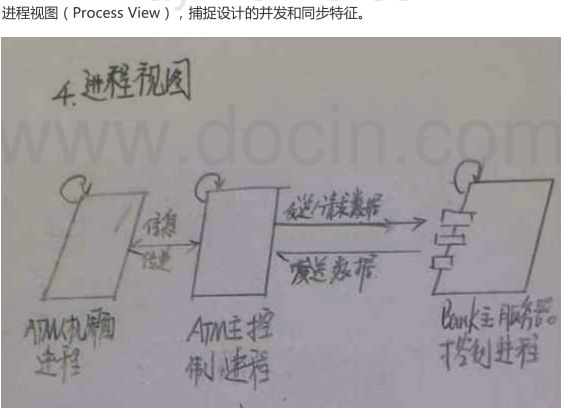 进程视图（Process View），捕捉设计的并发和同步特征。
4.进程视图
www.docin.com
信息
信息
发送/请求数据
发送数据
ATM机界面
进程
ATM主控
制进程
Bank主服务器
控制进程